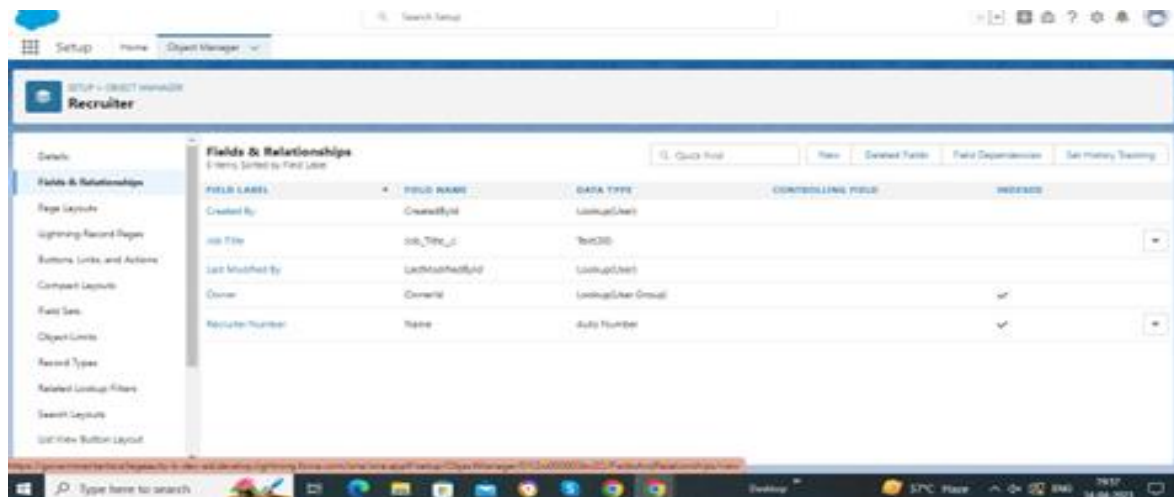 Search Setup
Setup Home Object Manager
SETUP > OBJECT MANAGER
Recruiter
Details
Fields & Relationships
Page Layouts
Lightning Record Pages
Buttons, Links, and Actions
Compact Layouts
Field Sets
Object Limits
Record Types
Related Lookup Filters
Search Layouts
List View Button Layout
Fields & Relationships
Items, Sorted by Field Label
Quick Find New Deleted Fields Field Dependencies Set History Tracking
FIELD LABEL FIELD NAME DATA TYPE CONTROLLING FIELD INDEXED
Created By CreatedById Lookup(User)
Job Title Job_Title__c
Last Modified By LastModifiedById Lookup(User)
Owner OwnerId Lookup(User,Group)
Recruiter Number Name Auto Number
Type here to search Desktop 37°C Haze ENG